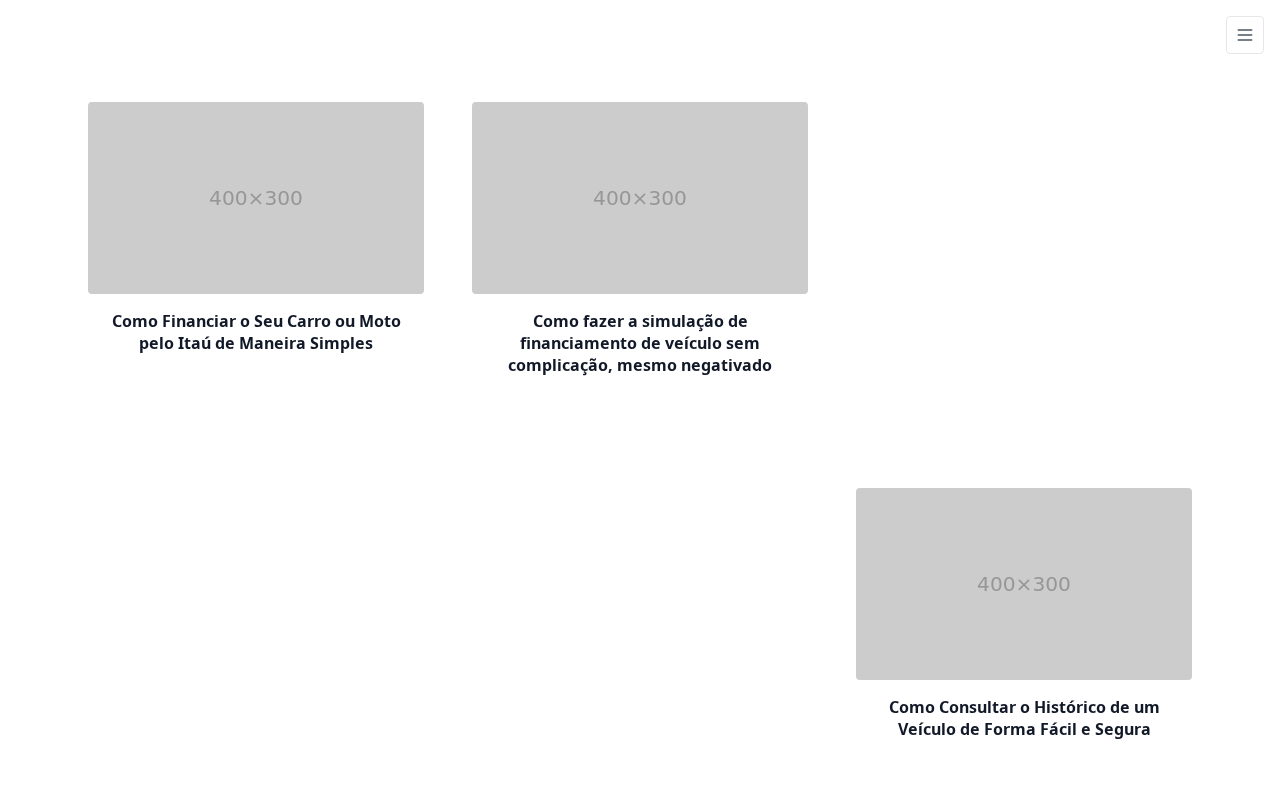 400×300
400×300
Como Financiar o Seu Carro ou Moto
pelo Itaú de Maneira Simples
Como fazer a simulação de
financiamento de veículo sem
complicação, mesmo negativado
400×300
Como Consultar o Histórico de um
Veículo de Forma Fácil e Segura